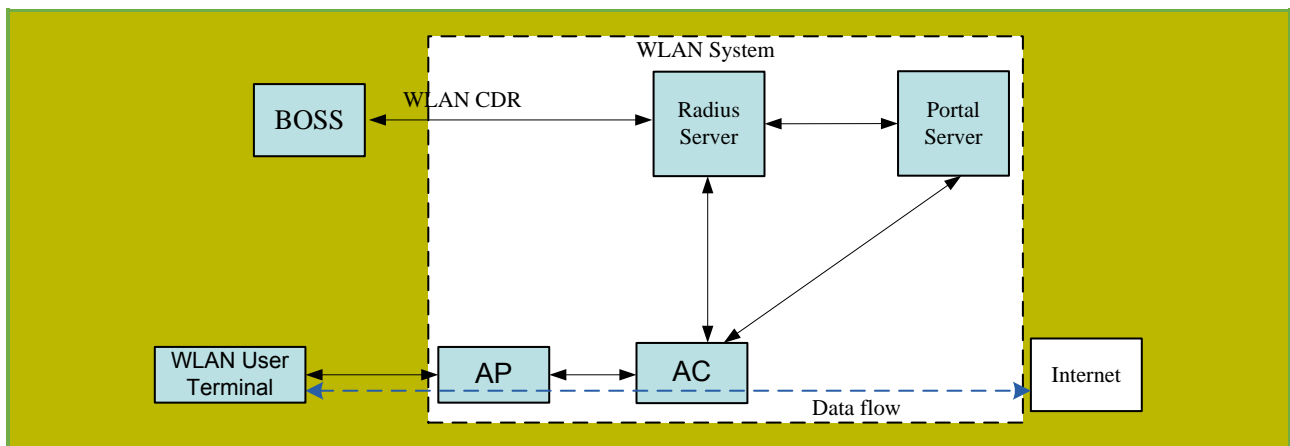 WLAN System
BOSS
WLAN CDR
Radius
Server
Portal
Server
WLAN User
Terminal
AP
AC
Internet
Data flow